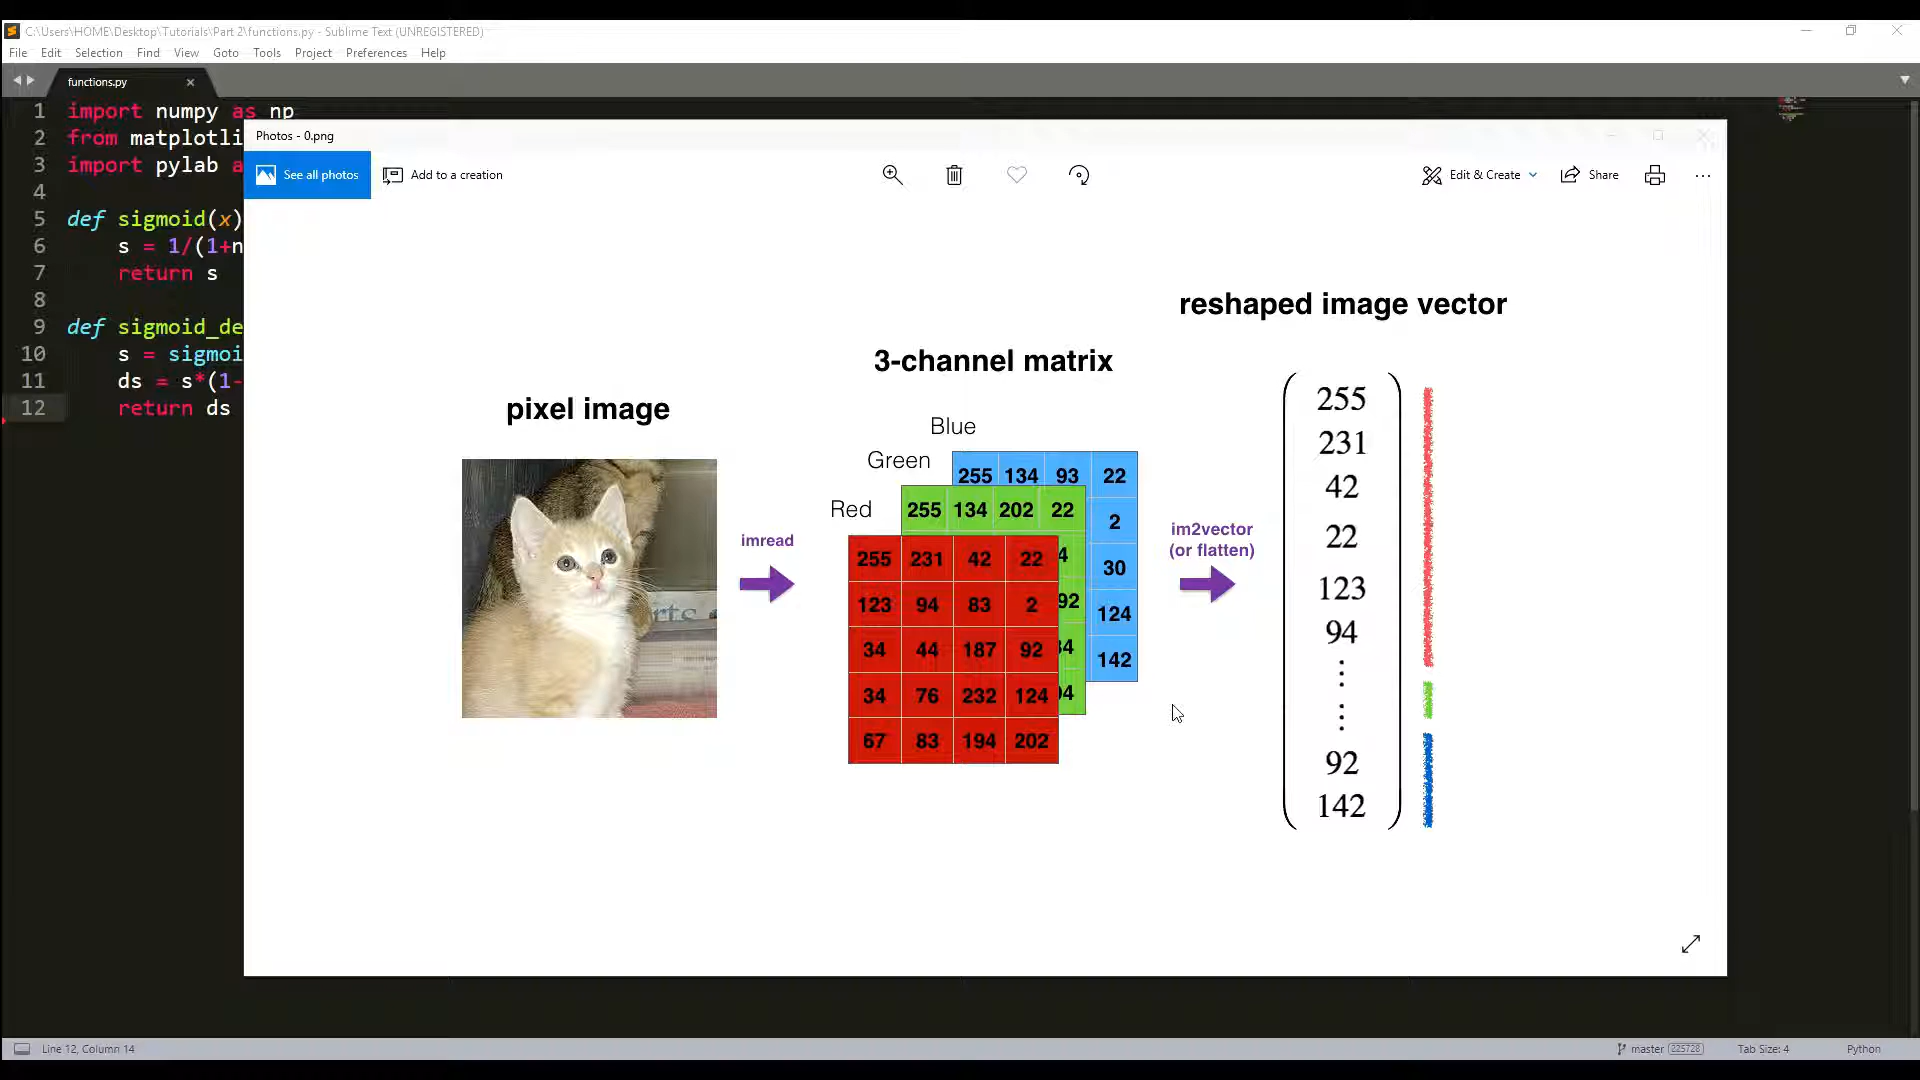 C:\Users\HOME\Desktop\Tutorials\Part 2\functions.py - Sublime Text (UNREGISTERED)
File Edit Selection Find View Goto Tools Project Preferences Help
functions.py
1 import numpy as np
2 from matplotli
3 import pylab a
4
5 def sigmoid(x)
6 s = 1/(1+n
7 return s
8
9 def sigmoid_de
10 s = sigmoi
11 ds = s*(1-
12 return ds
Photos - 0.png
See all photos Add to a creation Edit & Create Share
pixel image
imread
3-channel matrix
Blue
255 134 93 22
2
30
124
142
Green
255 134 202 22
4
92
34
94
Red
255 231 42 22
123 94 83 2
34 44 187 92
34 76 232 124
67 83 194 202
im2vector
(or flatten)
reshaped image vector
255
231
42
22
123
94
92
142
Line 12, Column 14 master 225728 Tab Size: 4 Python